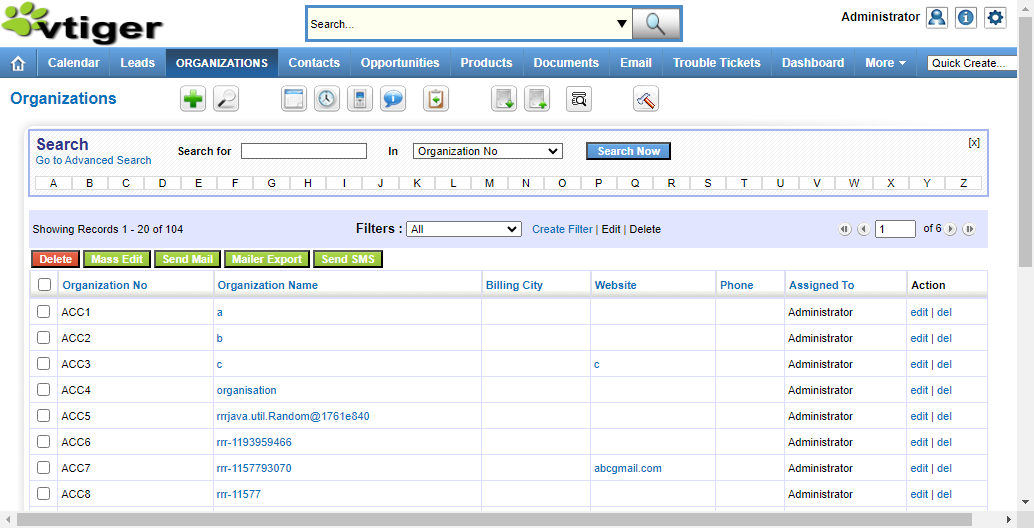 vtiger
Search...
Administrator
Calendar Leads ORGANIZATIONS Contacts Opportunities Products Documents Email Trouble Tickets Dashboard More Quick Create...
Organizations
Search
Go to Advanced Search
Search for In Organization No Search Now [x]
A B C D E F G H I J K L M N O P Q R S T U V W X Y Z
Showing Records 1 - 20 of 104 Filters : All Create Filter | Edit | Delete 1 of 6
Delete Mass Edit Send Mail Mailer Export Send SMS
Organization No Organization Name Billing City Website Phone Assigned To Action
ACC1 a Administrator edit | del
ACC2 b Administrator edit | del
ACC3 c c Administrator edit | del
ACC4 organisation Administrator edit | del
ACC5 rrrjava.util.Random@1761e840 Administrator edit | del
ACC6 rrr-1193959466 Administrator edit | del
ACC7 rrr-1157793070 abcgmail.com Administrator edit | del
ACC8 rrr-11577 Administrator edit | del